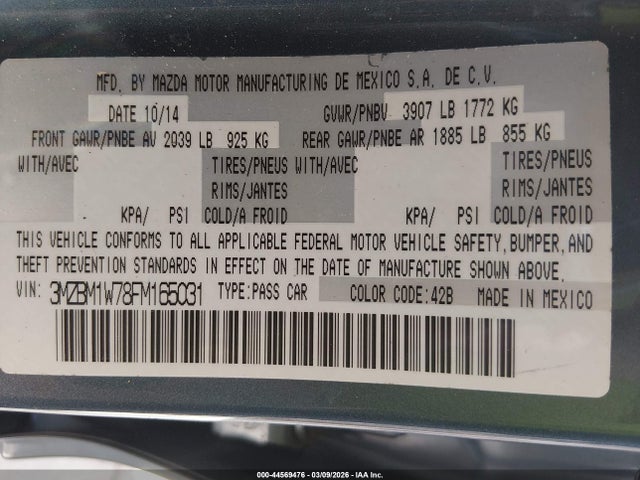 MFD. BY MAZDA MOTOR MANUFACTURING DE MEXICO S.A. DE C.V.
DATE 10/14 GVWR/PNBV 3907 LB 1772 KG
FRONT GAWR/PNBE AV 2039 LB 925 KG REAR GAWR/PNBE AR 1885 LB 855 KG
WITH/AVEC TIRES/PNEUS WITH/AVEC TIRES/PNEUS
RIMS/JANTES RIMS/JANTES
KPA/ PSI COLD/A FROID KPA/ PSI COLD/A FROID
THIS VEHICLE CONFORMS TO ALL APPLICABLE FEDERAL MOTOR VEHICLE SAFETY, BUMPER, AND
THEFT PREVENTION STANDARDS IN EFFECT ON THE DATE OF MANUFACTURE SHOWN ABOVE.
VIN: 3MZBM1W78FM165031 TYPE:PASS CAR COLOR CODE:42B MADE IN MEXICO
000-44569476 - 03/09/2026 - IAA Inc.